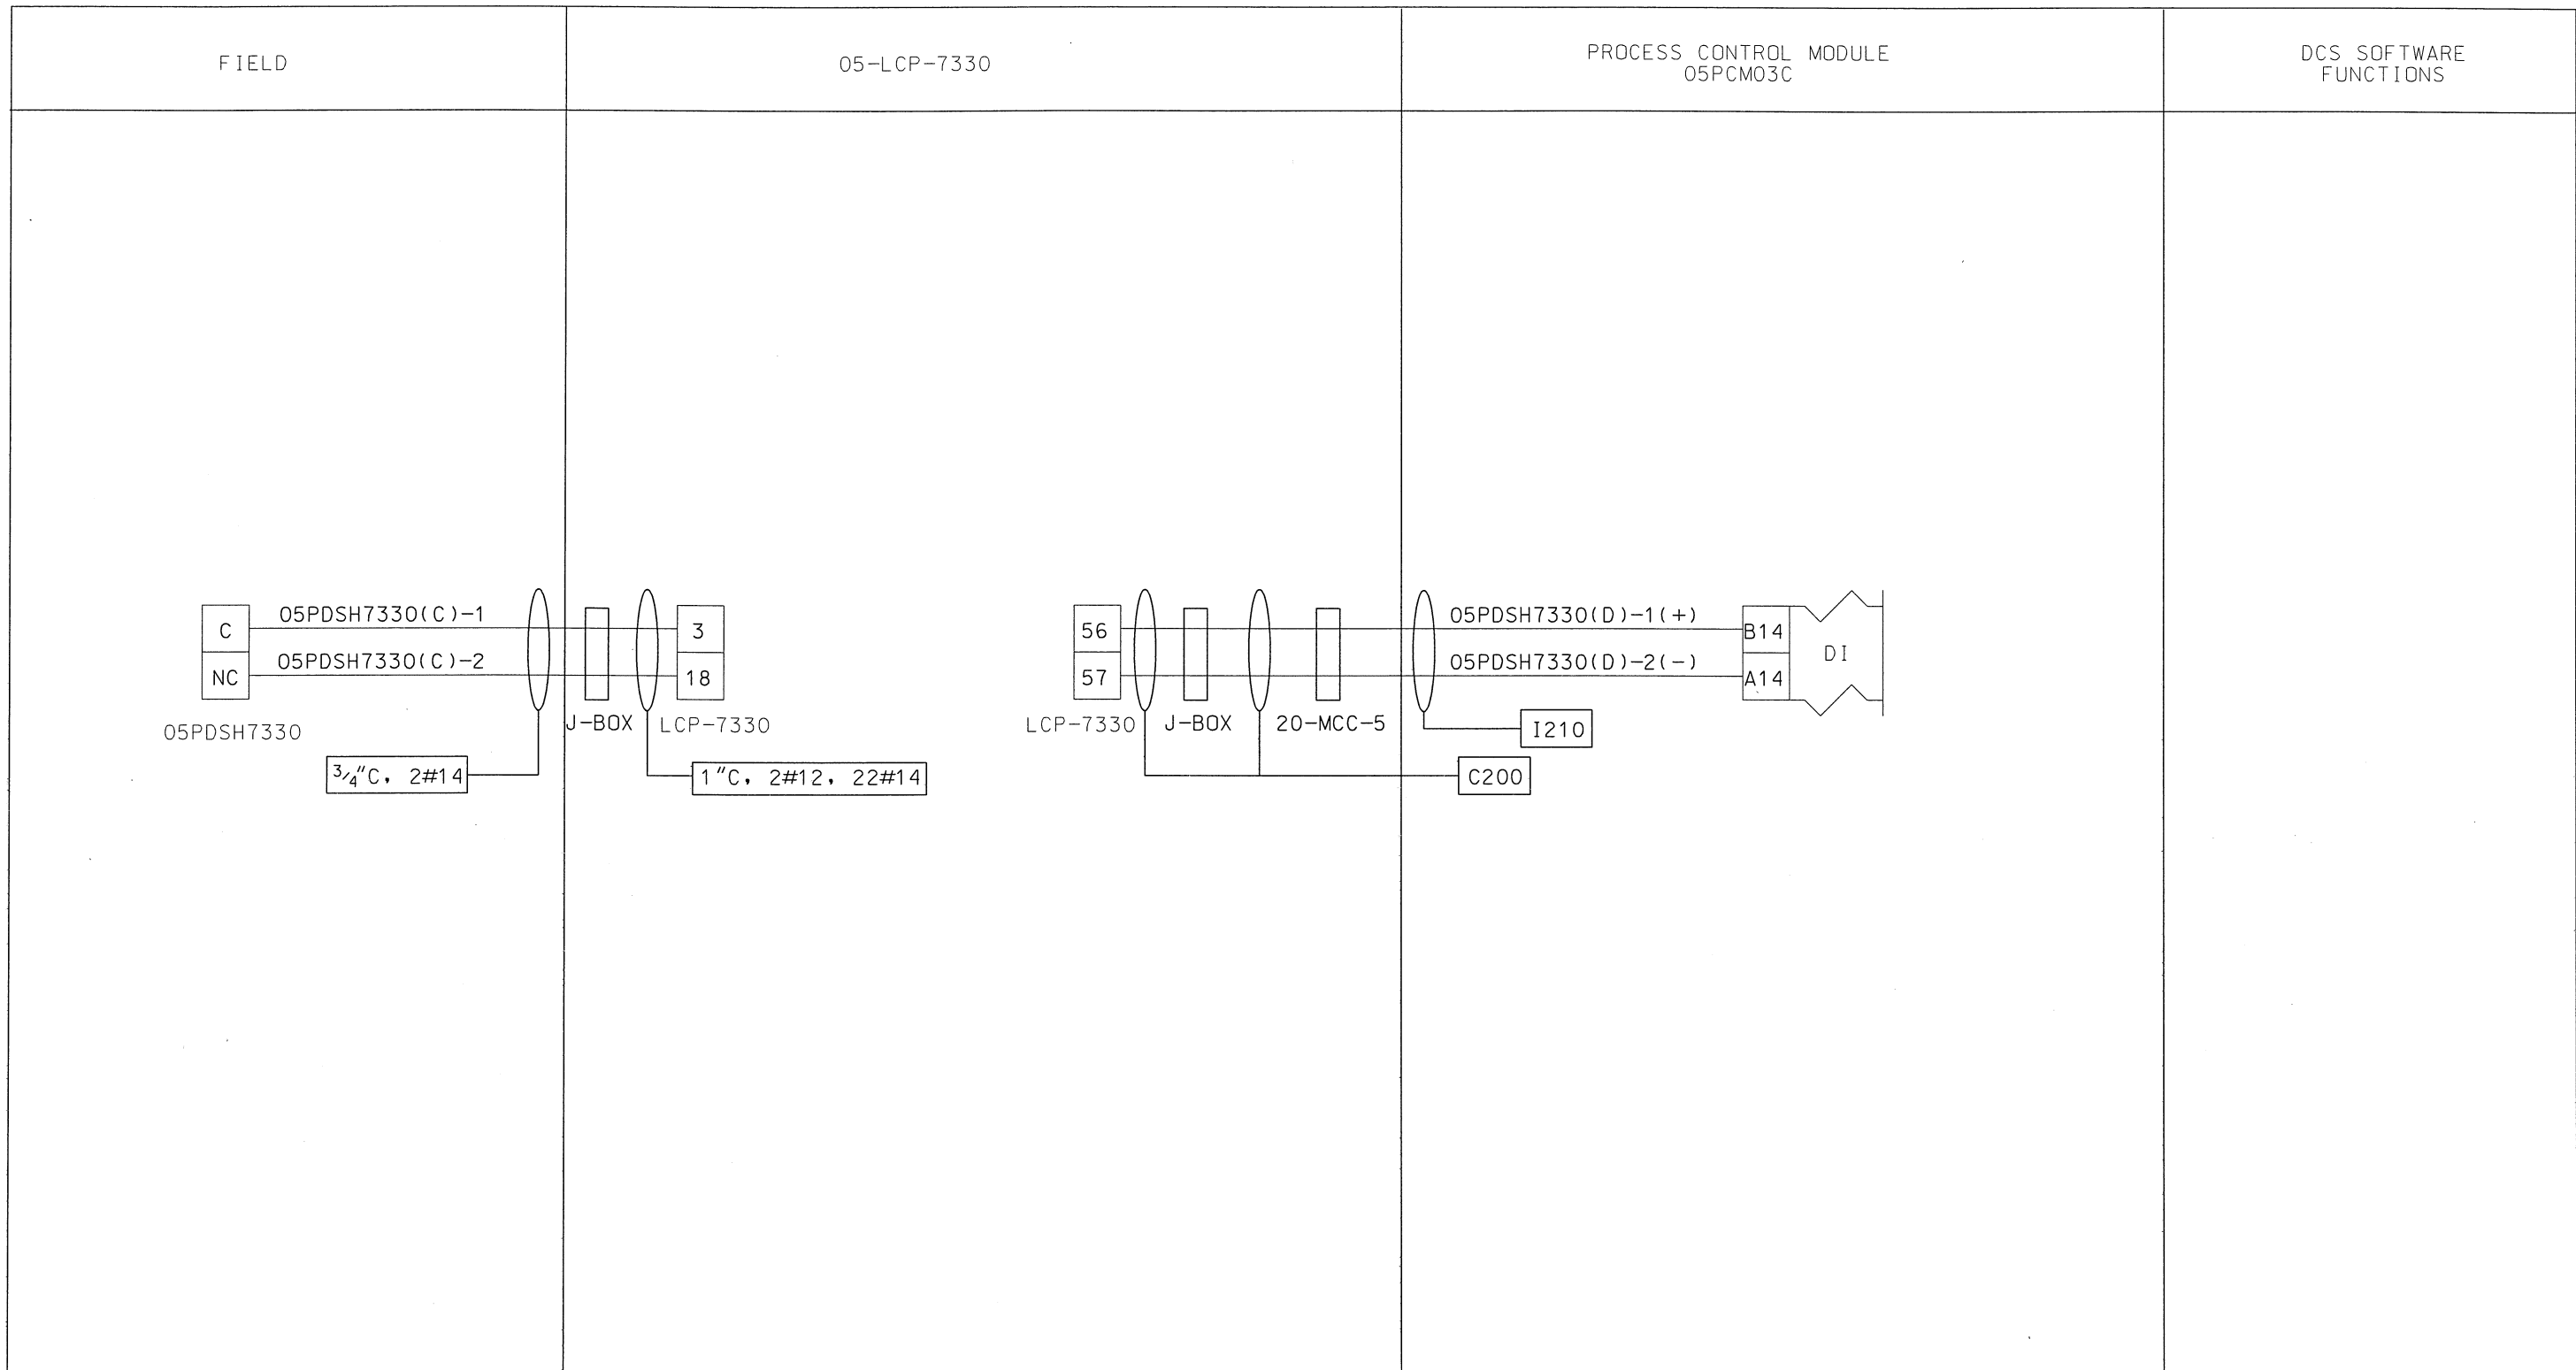 FIELD
05-LCP-7330
PROCESS CONTROL MODULE
05PCM03C
DCS SOFTWARE
FUNCTIONS
C
05PDSH7330(C)-1
NC
05PDSH7330(C)-2
05PDSH7330
3/4"C, 2#14
J-BOX
3
18
LCP-7330
1"C, 2#12, 22#14
56
57
LCP-7330
J-BOX
20-MCC-5
05PDSH7330(D)-1(+)
05PDSH7330(D)-2(-)
B14
A14
DI
I210
C200